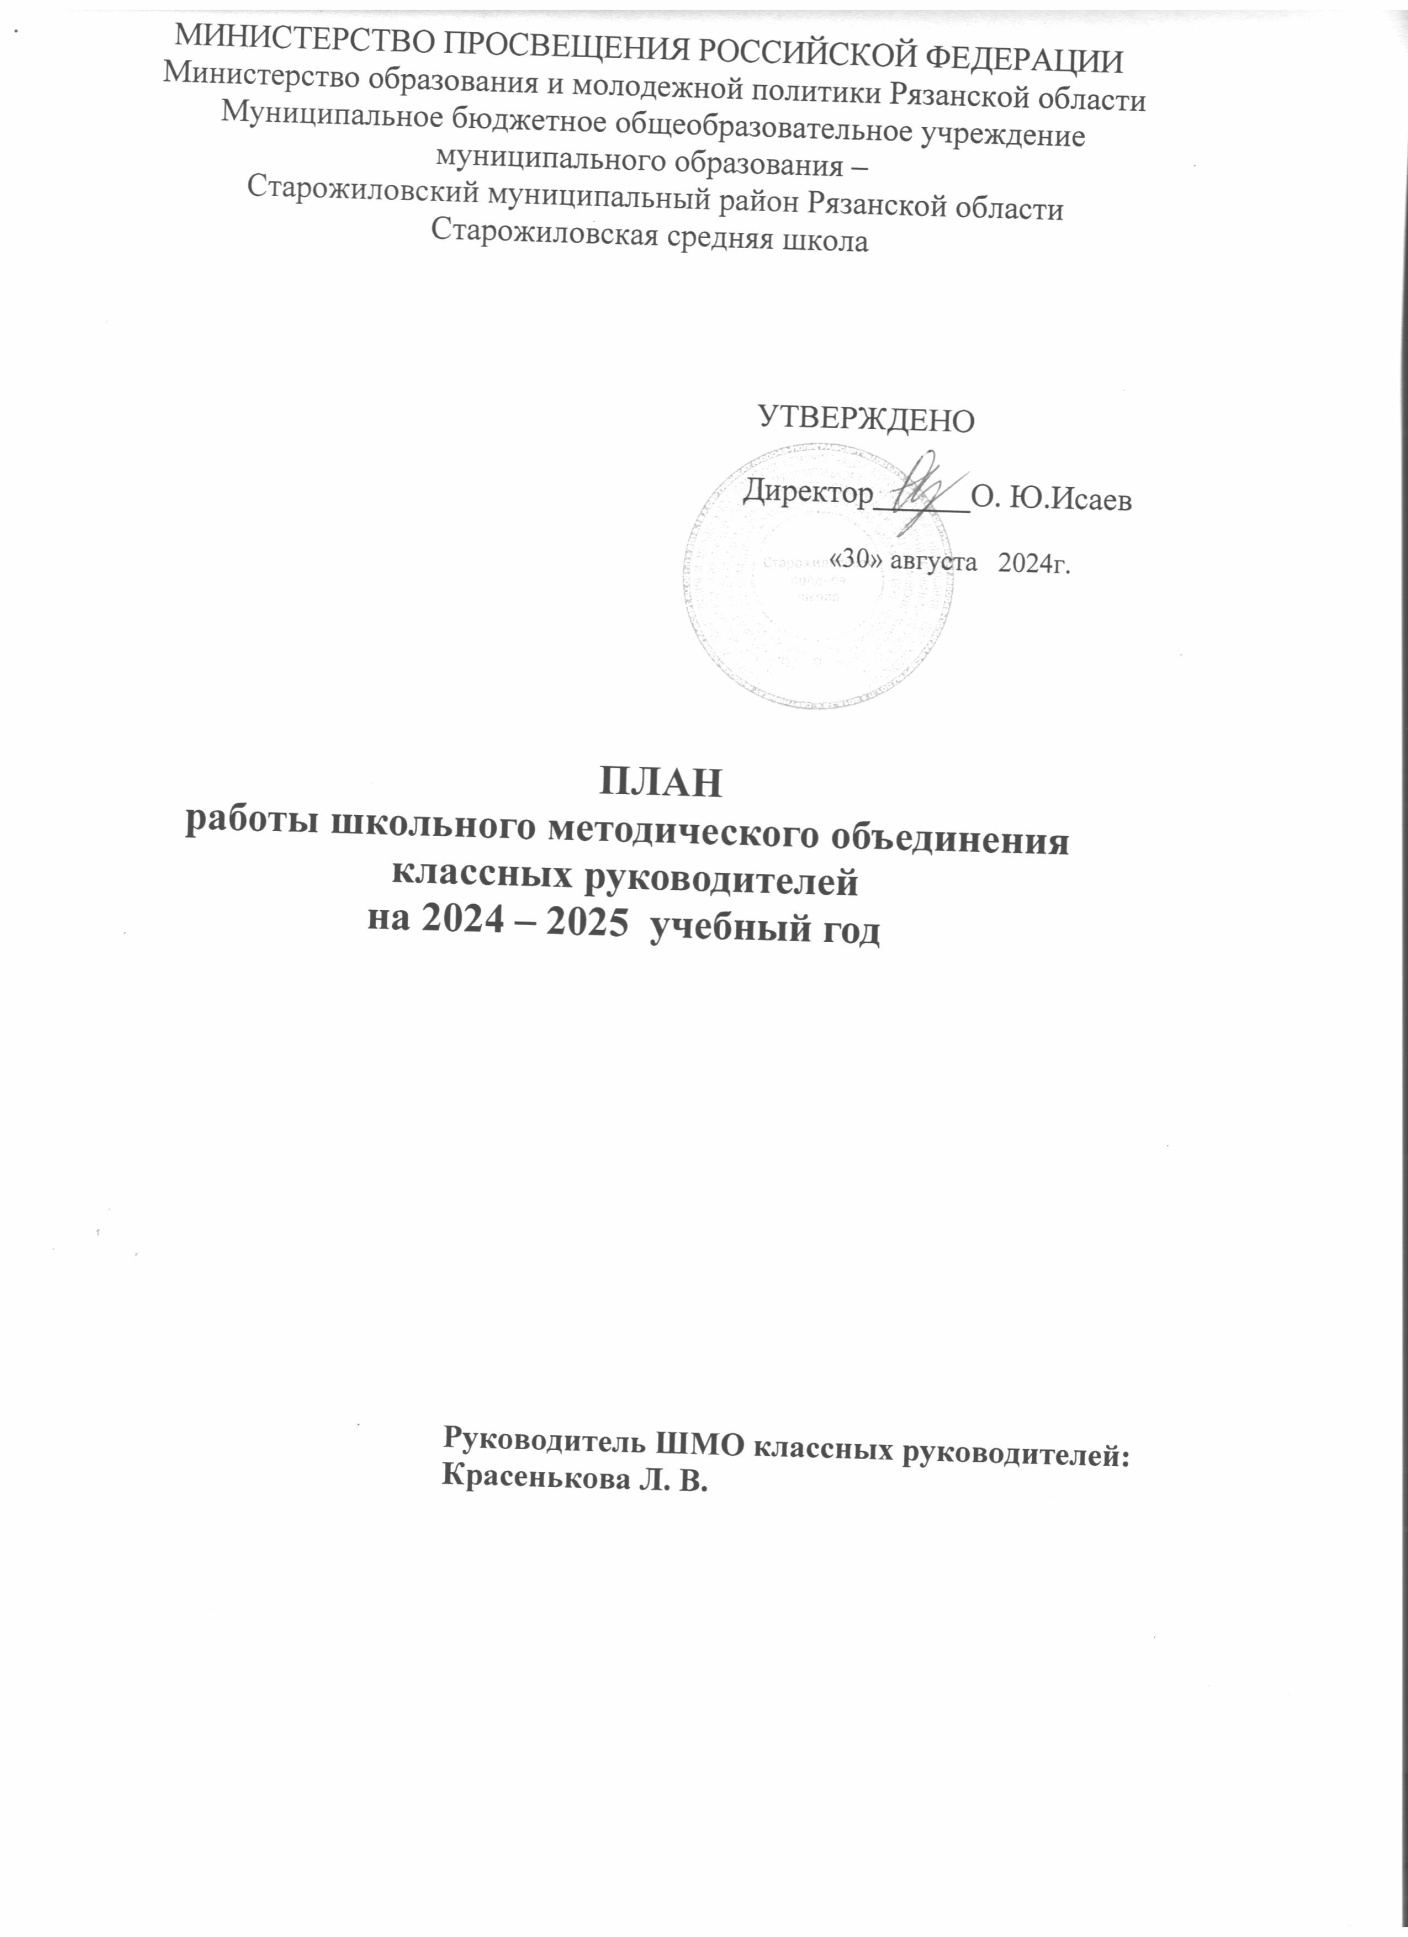 МИНИСТЕРСТВО ПРОСВЕЩЕНИЯ РОССИЙСКОЙ ФЕДЕРАЦИИ
Министерство образования и молодежной политики Рязанской области
Муниципальное бюджетное общеобразовательное учреждение
муниципального образования –
Старожиловский муниципальный район Рязанской области
Старожиловская средняя школа
УТВЕРЖДЕНО
Директор______О. Ю.Исаев
«30» августа 2024г.
ПЛАН
работы школьного методического объединения
классных руководителей
на 2024 – 2025 учебный год
Руководитель ШМО классных руководителей:
Красенькова Л. В.